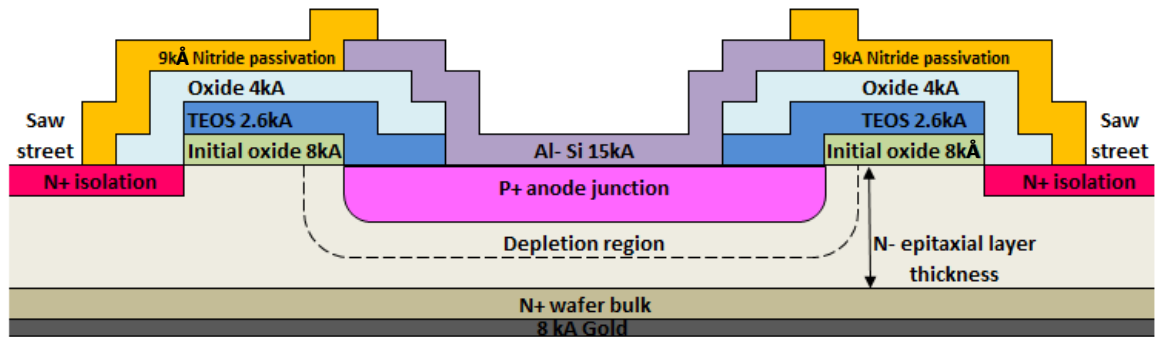 9kÅ Nitride passivation
9kA Nitride passivation
Oxide 4kA
Oxide 4kA
Saw
street
TEOS 2.6kA
TEOS 2.6kA
Saw
street
Initial oxide 8kA
Al- Si 15kA
Initial oxide 8kÅ
N+ isolation
P+ anode junction
N+ isolation
Depletion region
N- epitaxial layer
thickness
N+ wafer bulk
8 kA Gold